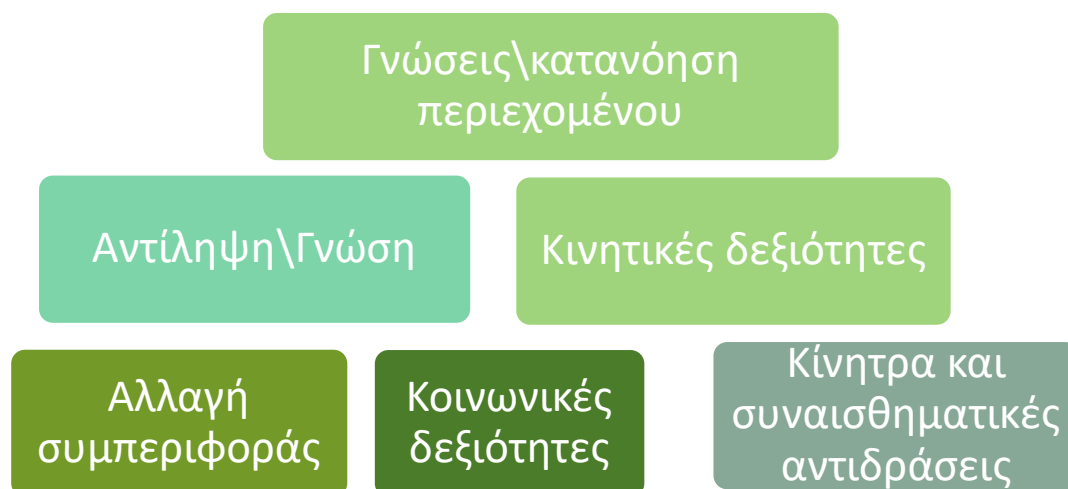 Γνώσεις\κατανόηση
περιεχομένου
Αντίληψη\Γνώση
Κινητικές δεξιότητες
Αλλαγή
συμπεριφοράς
Κοινωνικές
δεξιότητες
Κίνητρα και
συναισθηματικές
αντιδράσεις